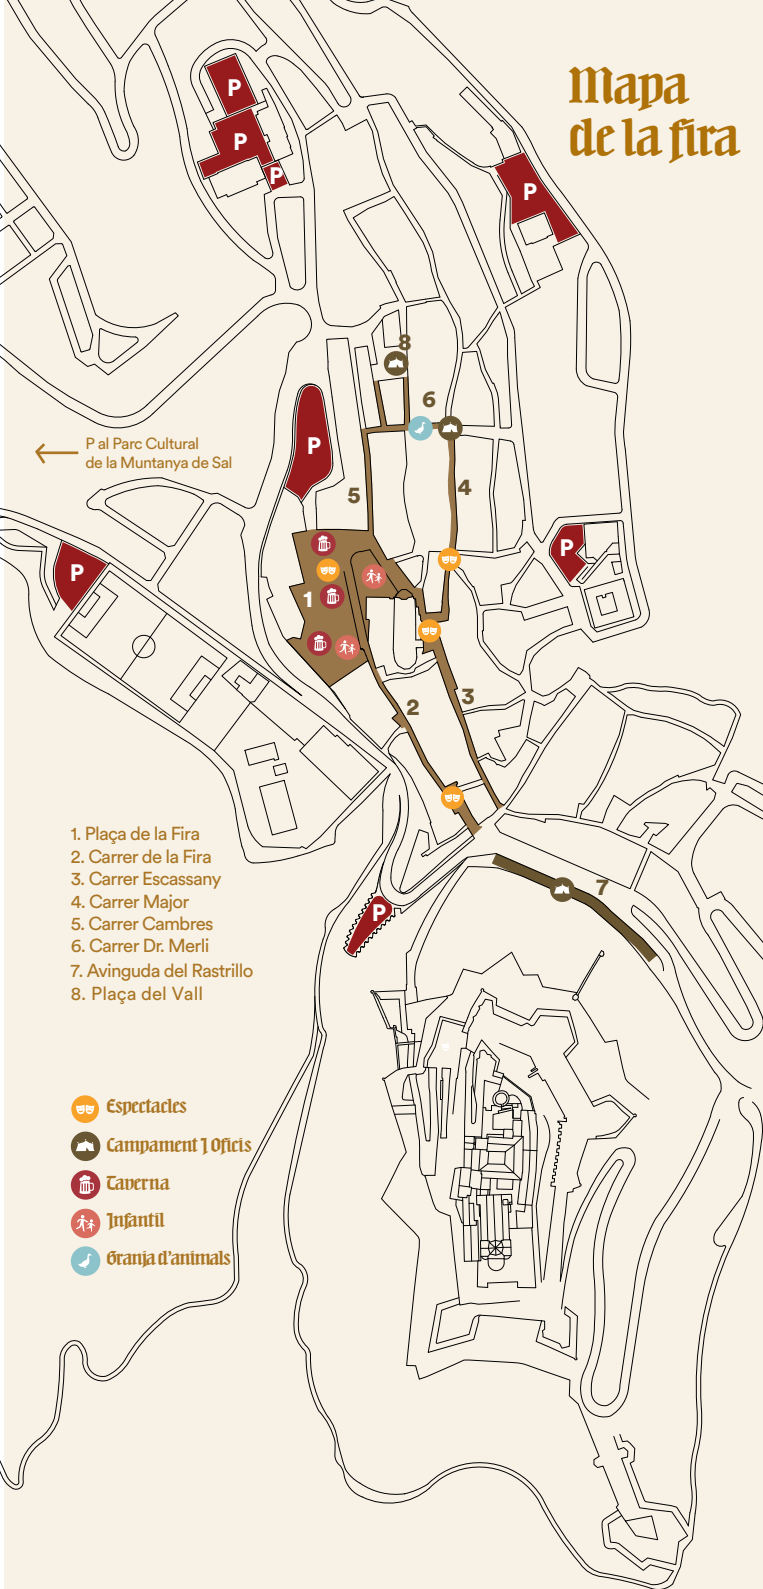 Mapa
de la fira
P
P
P
P
8
6
P al Parc Cultural
de la Muntanya de Sal
P
4
5
P
P
1
3
2
1. Plaça de la Fira
2. Carrer de la Fira
3. Carrer Escassany
4. Carrer Major
5. Carrer Cambres
6. Carrer Dr. Merli
7. Avinguda del Rastrillo
8. Plaça del Vall
7
P
Espectacles
Campament I Oficis
Taverna
Infantil
Granja d'animals